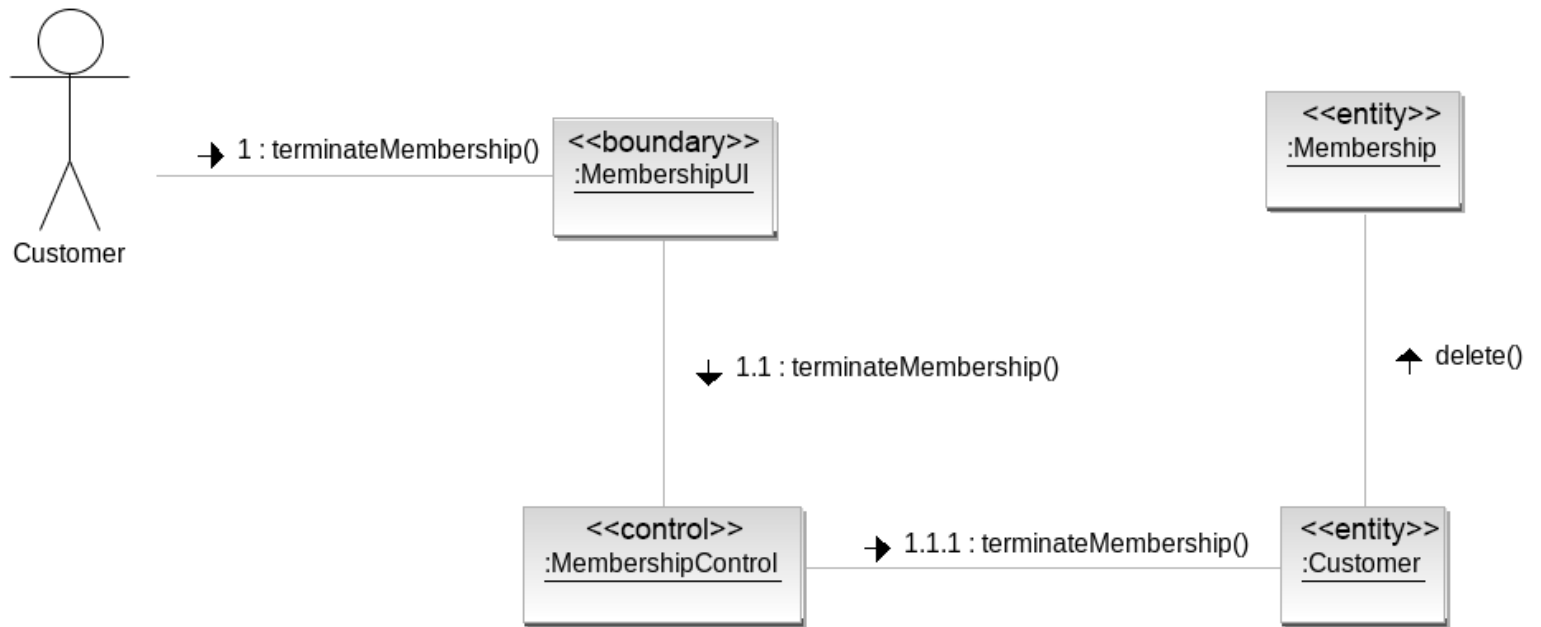 Customer
1 : terminateMembership()
<<boundary>>
:MembershipUI
<<entity>>
:Membership
1.1 : terminateMembership()
delete()
<<control>>
:MembershipControl
1.1.1 : terminateMembership()
<<entity>>
:Customer